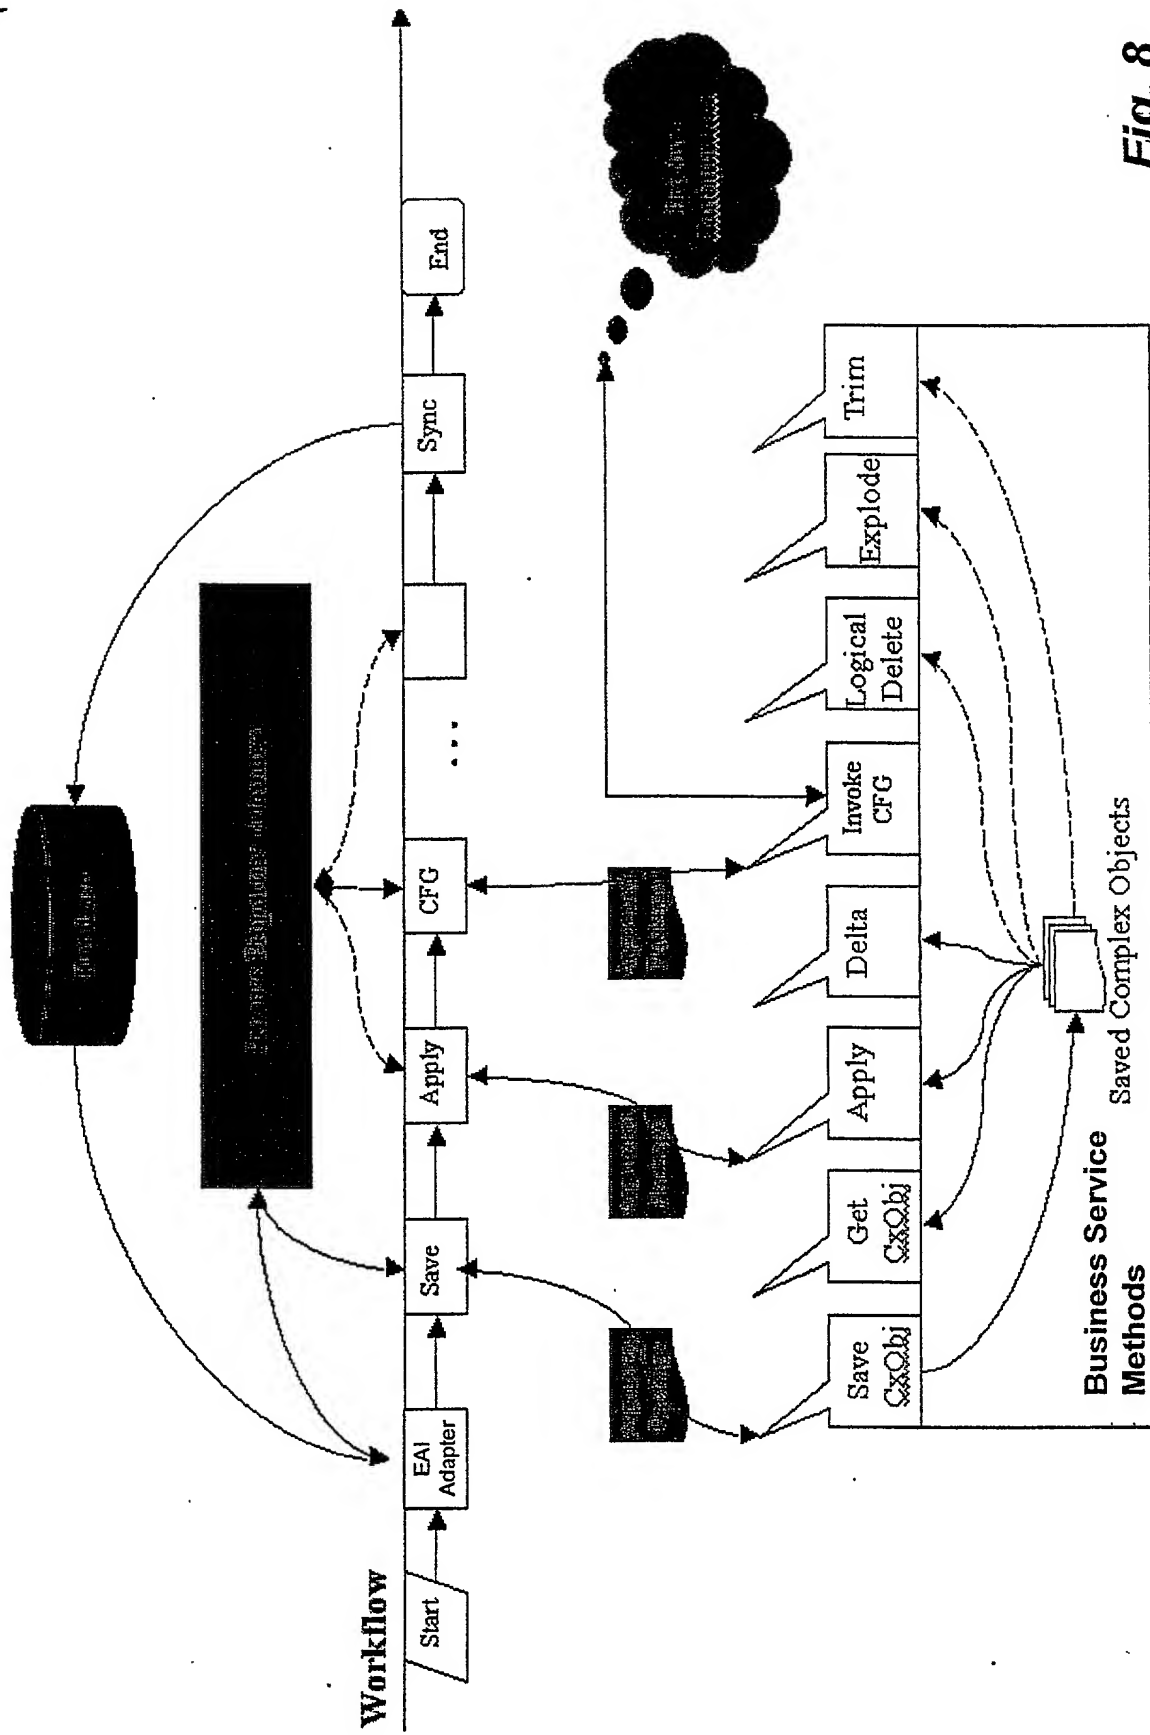 Workflow
Start
EAI
Adapter
Save
Apply
CFG
...
Sync
End
Save
CxObj
Get
CxObj
Apply
Delta
Invoke
CFG
Logical
Delete
Explode
Trim
Saved Complex Objects
Business Service
Methods
Fig. 8